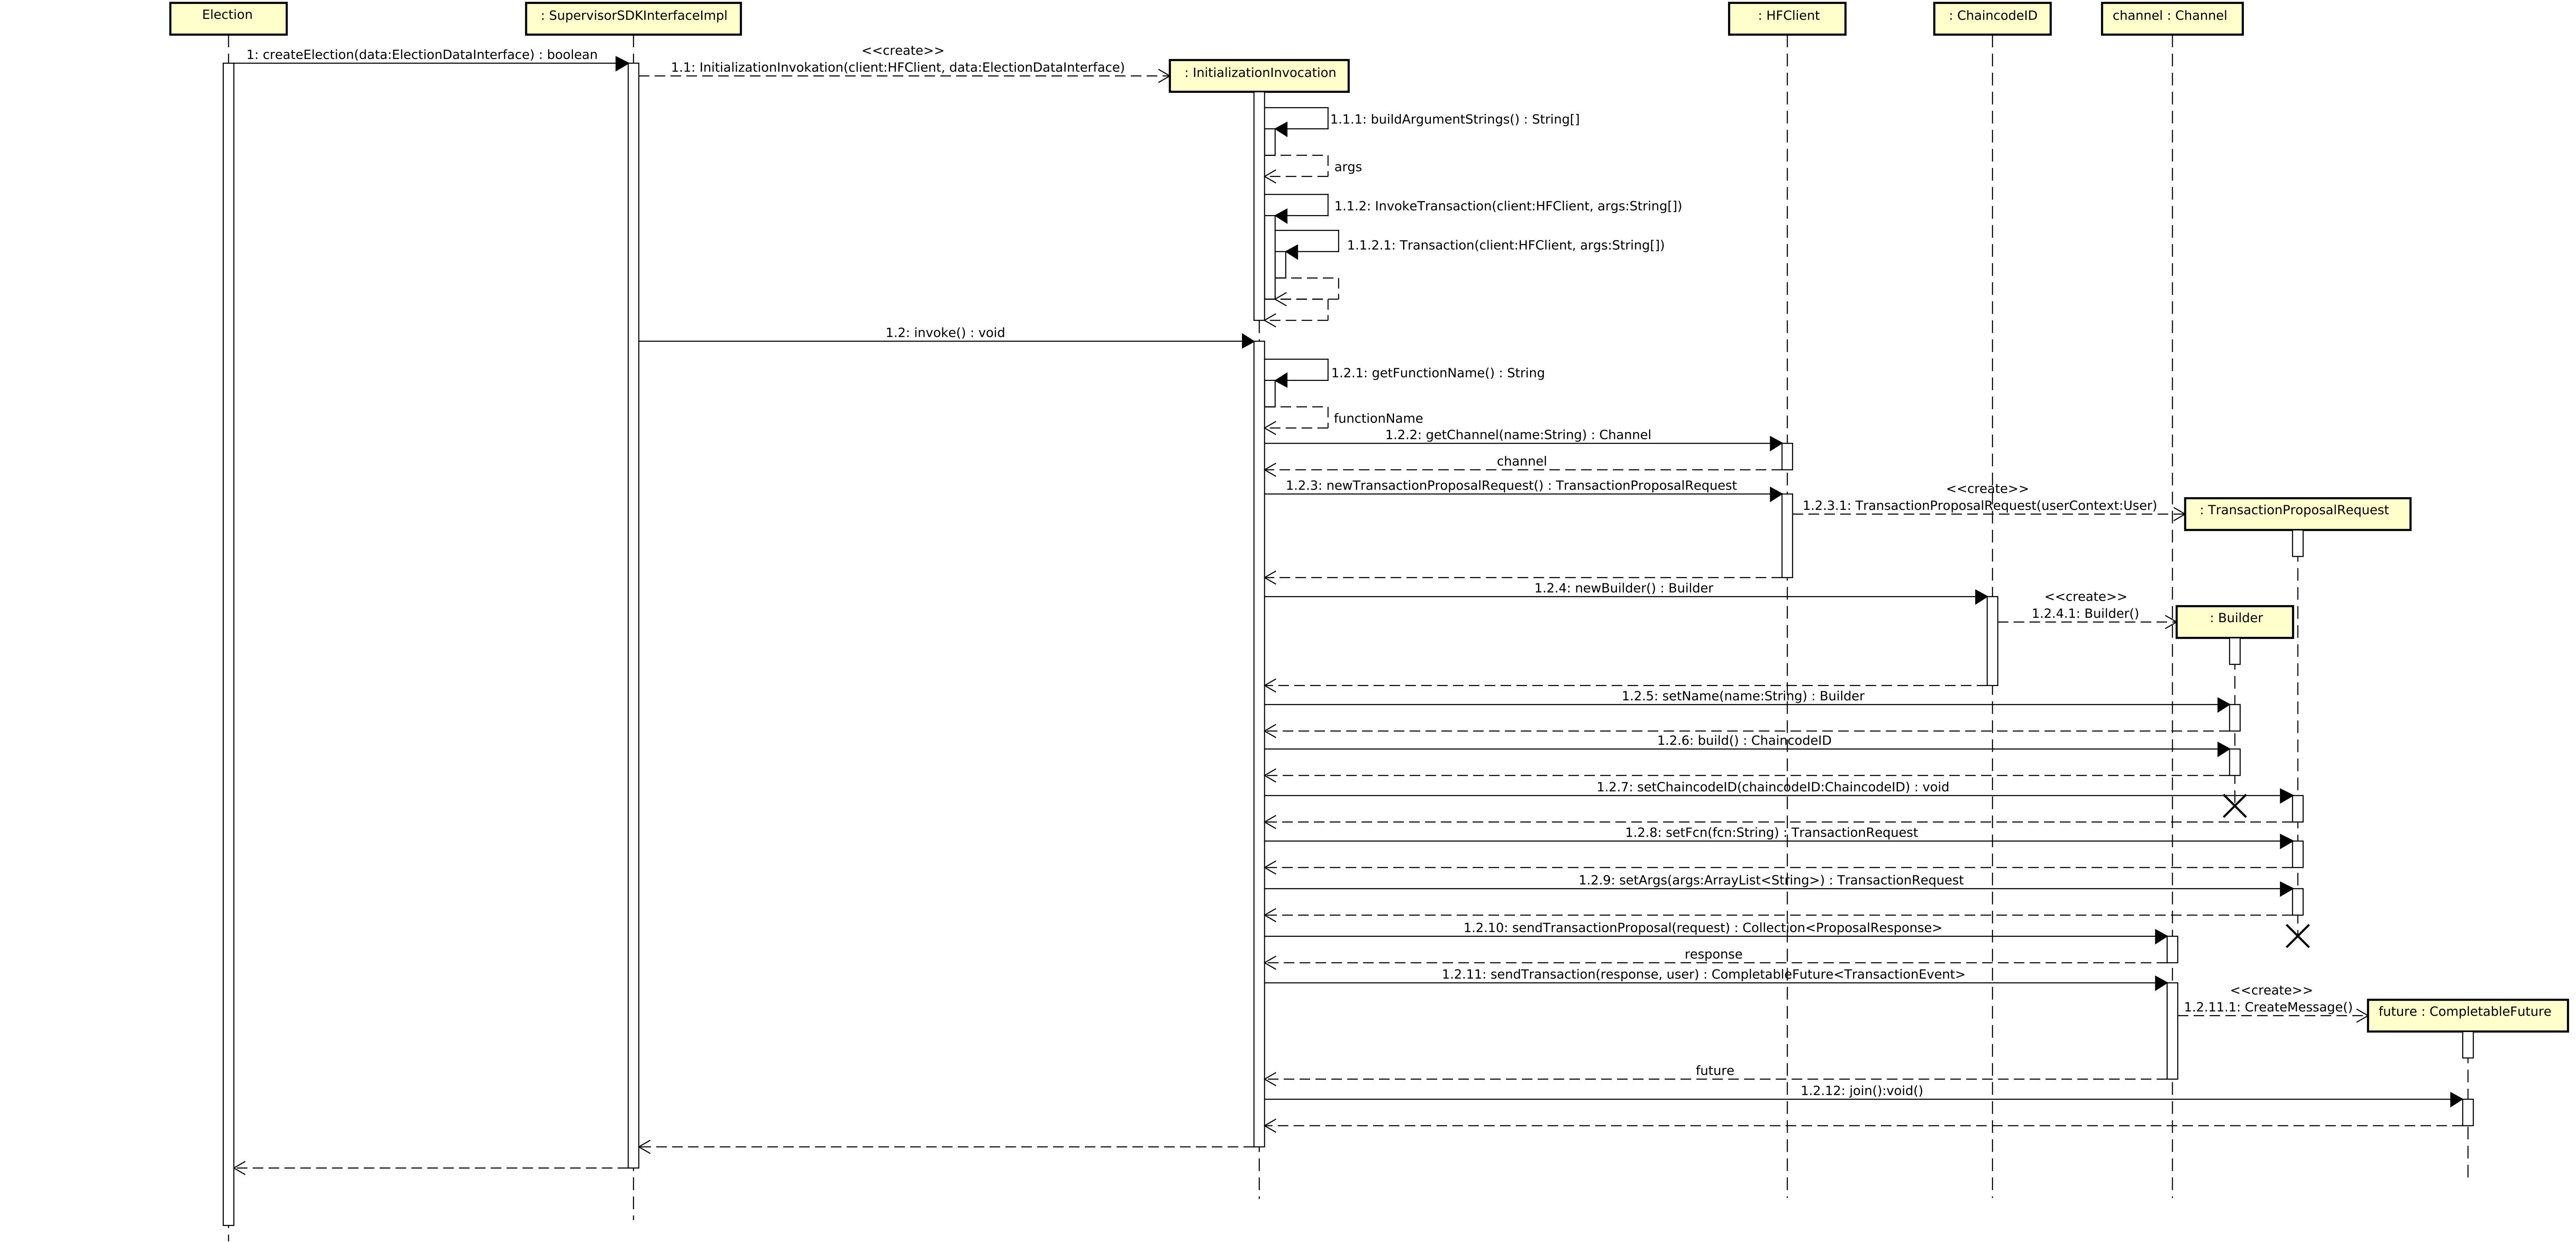 Election
: SupervisorSDKInterfaceImpl
: HFClient
: ChaincodeID
channel : Channel
1: createElection(data:ElectionDataInterface) : boolean
<<create>>
1.1: InitializationInvokation(client:HFClient, data:ElectionDataInterface)
: InitializationInvocation
1.1.1: buildArgumentStrings() : String[]
args
1.1.2: InvokeTransaction(client:HFClient, args:String[])
1.1.2.1: Transaction(client:HFClient, args:String[])
1.2: invoke() : void
1.2.1: getFunctionName() : String
functionName
1.2.2: getChannel(name:String) : Channel
channel
1.2.3: newTransactionProposalRequest() : TransactionProposalRequest
<<create>>
1.2.3.1: TransactionProposalRequest(userContext:User)
: TransactionProposalRequest
1.2.4: newBuilder() : Builder
<<create>>
1.2.4.1: Builder()
: Builder
1.2.5: setName(name:String) : Builder
1.2.6: build() : ChaincodeID
1.2.7: setChaincodeID(chaincodeID:ChaincodeID) : void
1.2.8: setFcn(fcn:String) : TransactionRequest
1.2.9: setArgs(args:ArrayList<String>) : TransactionRequest
1.2.10: sendTransactionProposal(request) : Collection<ProposalResponse>
response
1.2.11: sendTransaction(response, user) : CompletableFuture<TransactionEvent>
<<create>>
1.2.11.1: CreateMessage()
future : CompletableFuture
future
1.2.12: join():void()